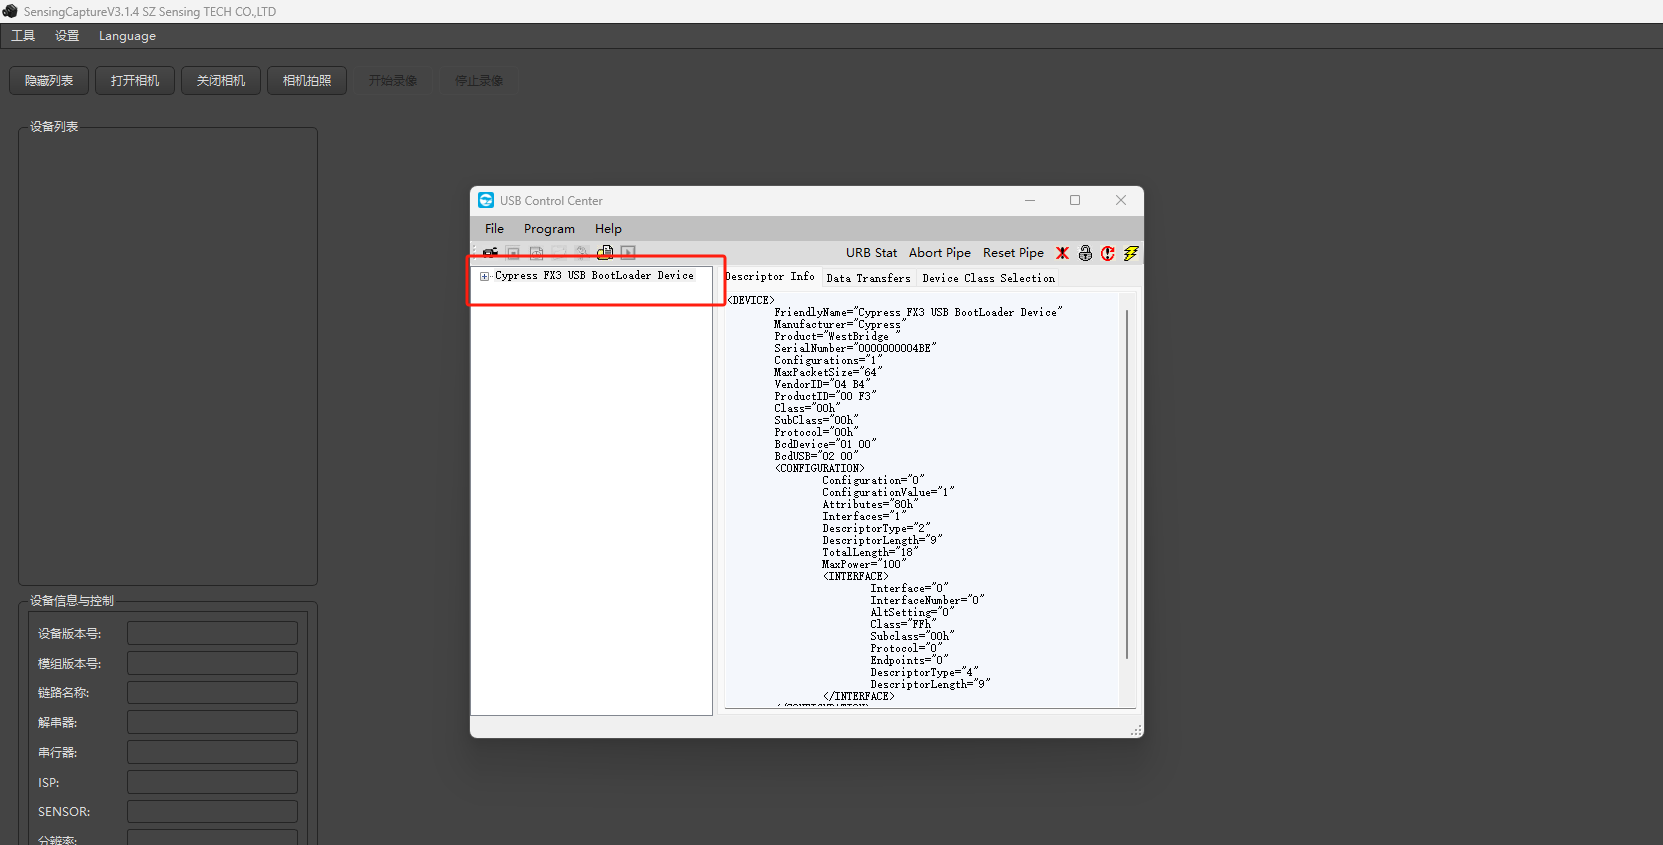 SensingCaptureV3.1.4 SZ Sensing TECH CO.,LTD
工具 设置 Language
隐藏列表 打开相机 关闭相机 相机拍照 开始录像 停止录像
设备列表
USB Control Center
File Program Help
URB Stat Abort Pipe Reset Pipe
Cypress FX3 USB BootLoader Device
Descriptor Info Data Transfers Device Class Selection
<DEVICE>
FriendlyName="Cypress FX3 USB BootLoader Device"
Manufacturer="Cypress"
Product="WestBridge "
SerialNumber="0000000004BE"
Configurations="1"
MaxPacketSize="64"
VendorID="04 B4"
ProductID="00 F3"
Class="00h"
SubClass="00h"
Protocol="00h"
BcdDevice="01 00"
BcdUSB="02 00"
<CONFIGURATION>
Configuration="0"
ConfigurationValue="1"
Attributes="80h"
Interfaces="1"
DescriptorType="2"
DescriptorLength="9"
TotalLength="18"
MaxPower="100"
<INTERFACE>
Interface="0"
InterfaceNumber="0"
AltSetting="0"
Class="FFh"
Subclass="00h"
Protocol="0"
Endpoints="0"
DescriptorType="4"
DescriptorLength="9"
</INTERFACE>
</CONFIGURATION>
设备信息与控制
设备版本号:
模组版本号:
链路名称:
解串器:
串行器:
ISP:
SENSOR:
分辨率: